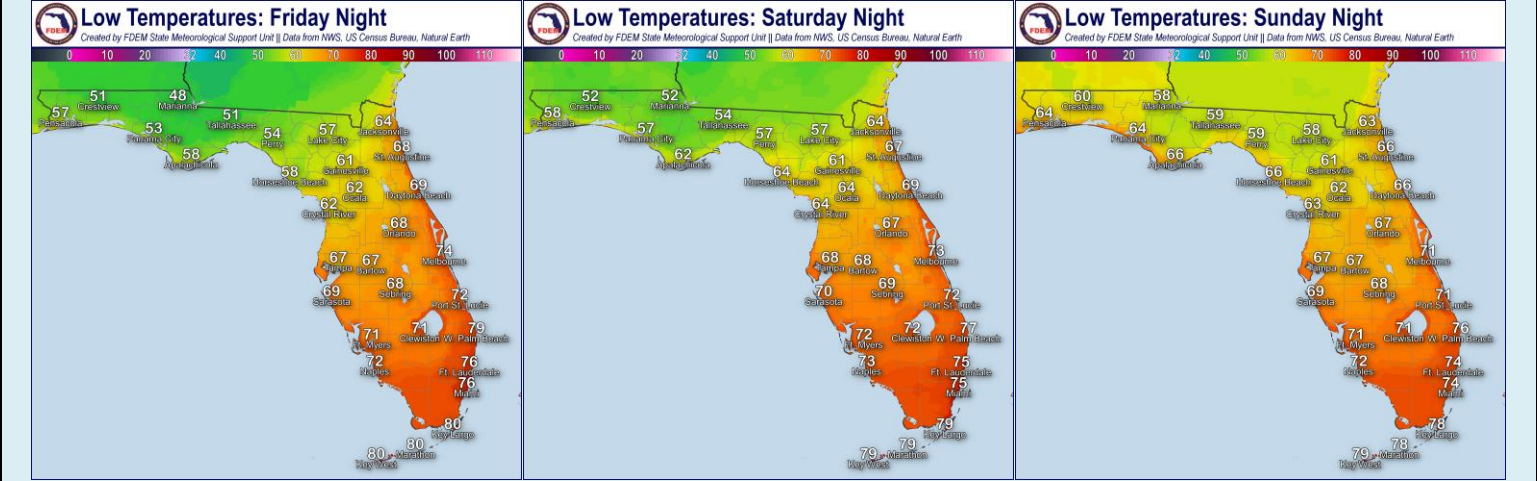 Low Temperatures: Friday Night
FDEM
Created by FDEM State Meteorological Support Unit || Data from NWS, US Census Bureau, Natural Earth
0 10 20 32 40 50 60 70 80 90 100 110
51
Crestview
48
Marianna
57
Pensacola
53
Panama City
51
Tallahassee
58
Apalachicola
54
Perry
57
Lake City
64
Jacksonville
68
St. Augustine
61
Gainesville
58
Horseshoe Beach
62
Ocala
69
Daytona Beach
62
Crystal River
68
Orlando
74
Melbourne
67
Tampa
67
Bartow
68
Sebring
69
Sarasota
72
Port St. Lucie
71
Ft. Myers
71
Clewiston
79
W. Palm Beach
72
Naples
76
Ft. Lauderdale
76
Miami
80
Key Largo
80
Marathon
80
Key West
Low Temperatures: Saturday Night
FDEM
Created by FDEM State Meteorological Support Unit || Data from NWS, US Census Bureau, Natural Earth
0 10 20 32 40 50 60 70 80 90 100 110
52
Crestview
52
Marianna
58
Pensacola
57
Panama City
54
Tallahassee
62
Apalachicola
57
Perry
57
Lake City
64
Jacksonville
67
St. Augustine
61
Gainesville
64
Horseshoe Beach
64
Ocala
69
Daytona Beach
64
Crystal River
67
Orlando
73
Melbourne
68
Tampa
68
Bartow
69
Sebring
70
Sarasota
72
Port St. Lucie
72
Ft. Myers
72
Clewiston
77
W. Palm Beach
73
Naples
75
Ft. Lauderdale
75
Miami
79
Key Largo
79
Marathon
79
Key West
Low Temperatures: Sunday Night
FDEM
Created by FDEM State Meteorological Support Unit || Data from NWS, US Census Bureau, Natural Earth
0 10 20 32 40 50 60 70 80 90 100 110
60
Crestview
58
Marianna
64
Pensacola
64
Panama City
59
Tallahassee
66
Apalachicola
59
Perry
58
Lake City
63
Jacksonville
66
St. Augustine
61
Gainesville
66
Horseshoe Beach
62
Ocala
66
Daytona Beach
63
Crystal River
67
Orlando
71
Melbourne
67
Tampa
67
Bartow
68
Sebring
69
Sarasota
71
Port St. Lucie
71
Ft. Myers
71
Clewiston
76
W. Palm Beach
72
Naples
74
Ft. Lauderdale
74
Miami
78
Key Largo
78
Marathon
79
Key West